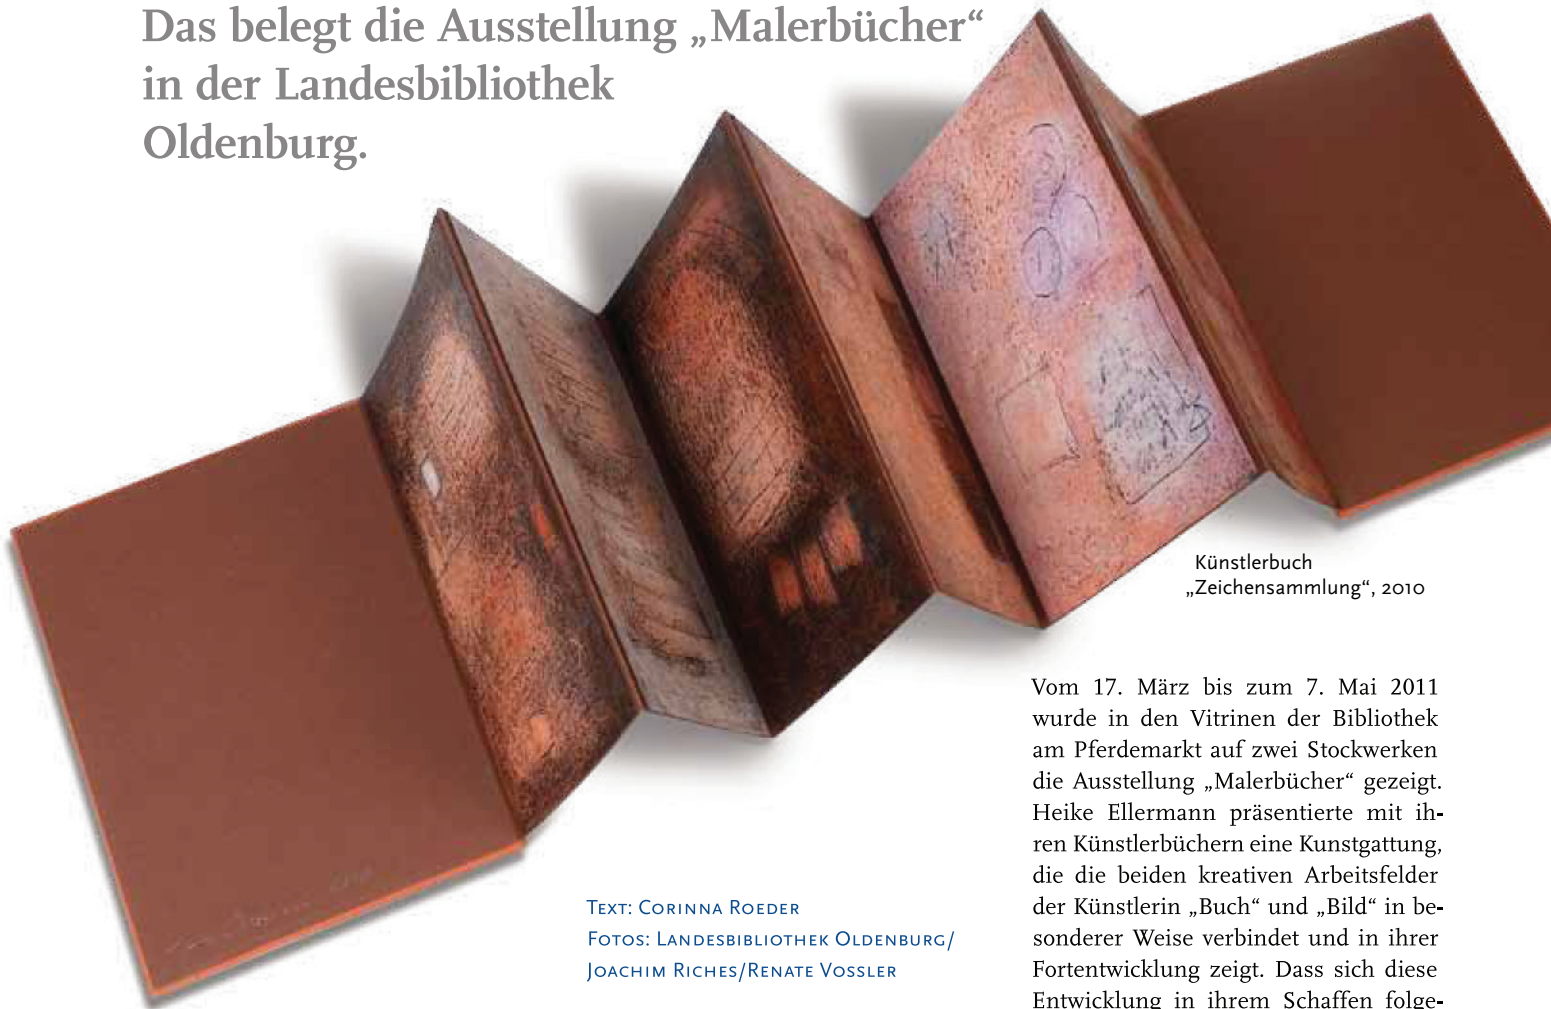 Das belegt die Ausstellung „Malerbücher“
in der Landesbibliothek
Oldenburg.
Künstlerbuch
„Zeichensammlung“, 2010
Text: Corinna Roeder
Fotos: Landesbibliothek Oldenburg/
Joachim Riches/Renate Vossler
Vom 17. März bis zum 7. Mai 2011
wurde in den Vitrinen der Bibliothek
am Pferdemarkt auf zwei Stockwerken
die Ausstellung „Malerbücher“ gezeigt.
Heike Ellermann präsentierte mit ih-
ren Künstlerbüchern eine Kunstgattung,
die die beiden kreativen Arbeitsfelder
der Künstlerin „Buch“ und „Bild“ in be-
sonderer Weise verbindet und in ihrer
Fortentwicklung zeigt. Dass sich diese
Entwicklung in ihrem Schaffen folge-